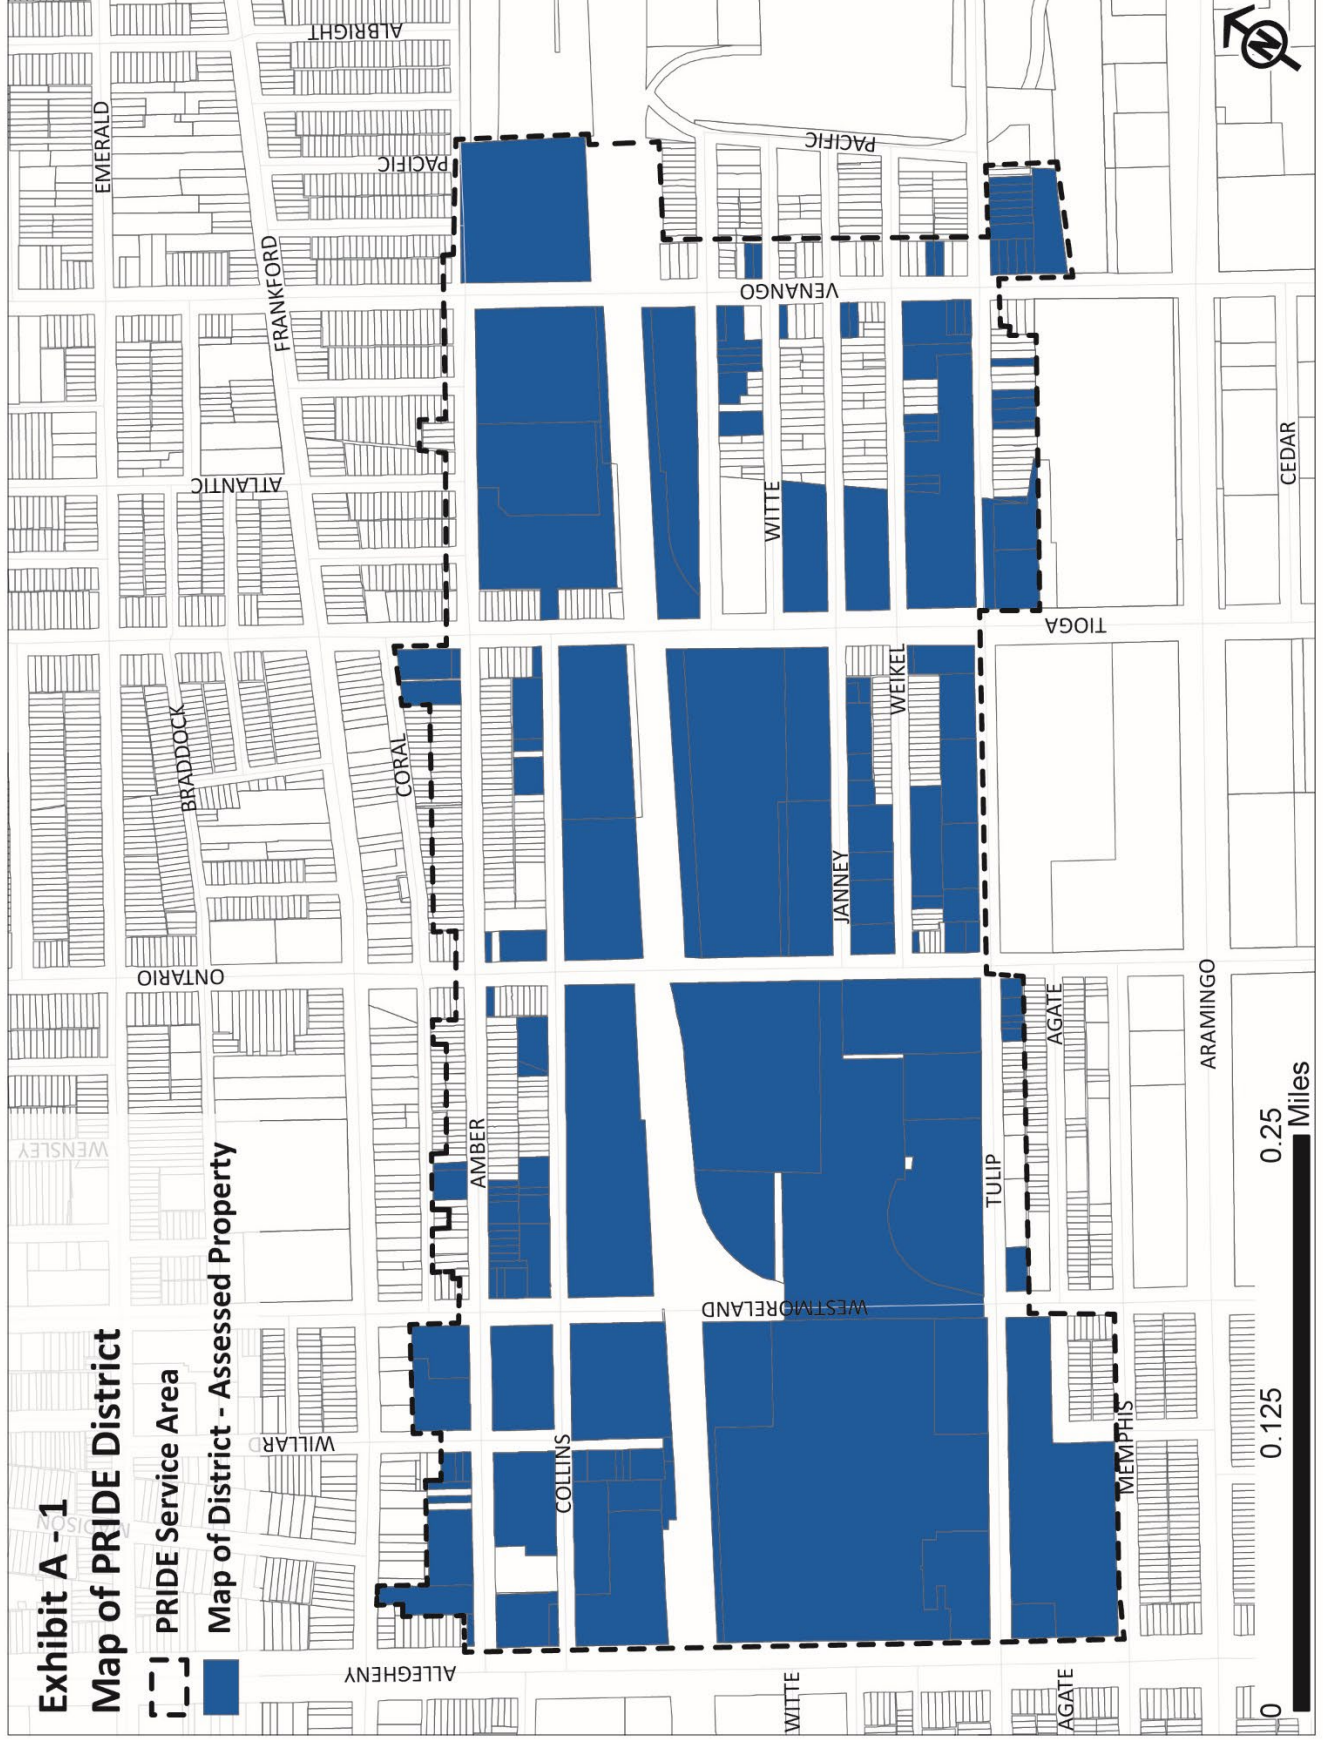 Exhibit A -1
Map of PRIDE District
PRIDE Service Area
Map of District - Assessed Property
ALBRIGHT
EMERALD
PACIFIC
PACIFIC
FRANKFORD
VENANGO
ATLANTIC
WITTE
CEDAR
TIOGA
BRADDOCK
CORAL
WEIKEL
JANNEY
ONTARIO
AGATE
ARAMINGO
WENSLEY
AMBER
TULIP
WESTMORELAND
WILLARD
MADISON
COLLINS
MEMPHIS
ALLEGHENY
WITTE
AGATE
0
0.125
0.25
Miles
N